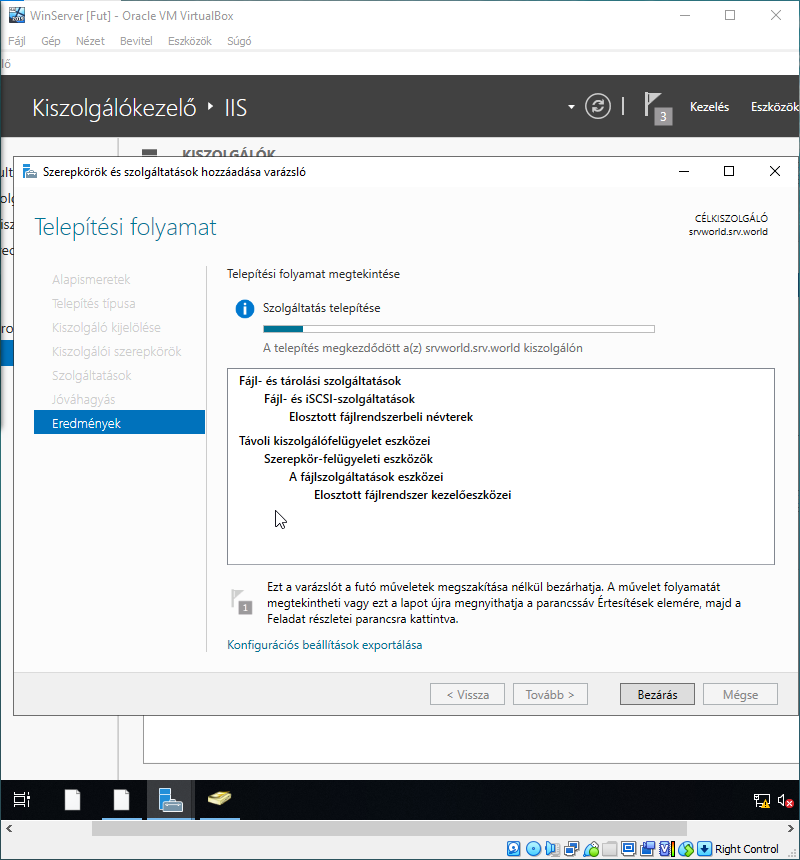 WinServer [Fut] - Oracle VM VirtualBox
Fájl Gép Nézet Bevitel Eszközök Súgó
Kiszolgálókezelő IIS
3 Kezelés Eszközök
KISZOLGÁLÓK
Szerepkörök és szolgáltatások hozzáadása varázsló
Telepítési folyamat
CÉLKISZOLGÁLÓ
srvworld.srv.world
Alapismeretek
Telepítés típusa
Kiszolgáló kijelölése
Kiszolgálói szerepkörök
Szolgáltatások
Jóváhagyás
Eredmények
Telepítési folyamat megtekintése
Szolgáltatás telepítése
A telepítés megkezdődött a(z) srvworld.srv.world kiszolgálón
Fájl- és tárolási szolgáltatások
Fájl- és iSCSI-szolgáltatások
Elosztott fájlrendszerbeli névterek
Távoli kiszolgálófelügyelet eszközei
Szerepkör-felügyeleti eszközök
A fájlszolgáltatások eszközei
Elosztott fájlrendszer kezelőeszközei
1
Ezt a varázslót a futó műveletek megszakítása nélkül bezárhatja. A művelet folyamatát
megtekintheti vagy ezt a lapot újra megnyithatja a parancssáv Értesítések elemére, majd a
Feladat részletei parancsra kattintva.
Konfigurációs beállítások exportálása
< Vissza Tovább > Bezárás Mégse
Right Control